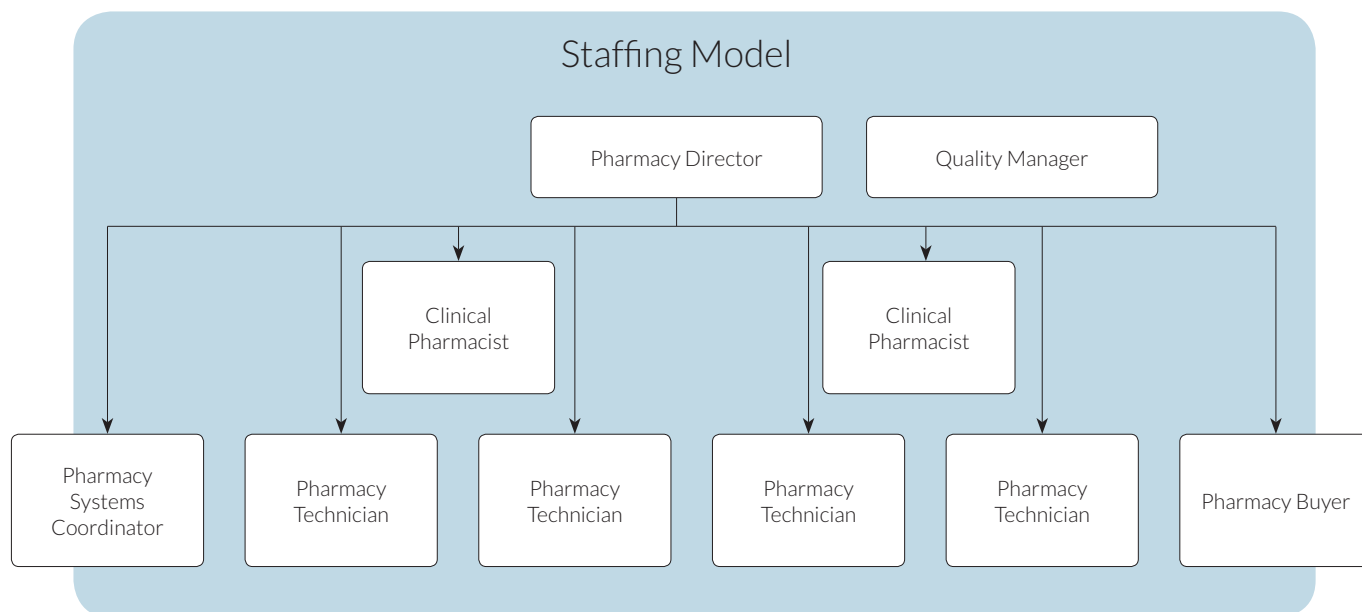 Staffing Model
Pharmacy Director
Quality Manager
Clinical
Pharmacist
Clinical
Pharmacist
Pharmacy
Systems
Coordinator
Pharmacy
Technician
Pharmacy
Technician
Pharmacy
Technician
Pharmacy
Technician
Pharmacy Buyer